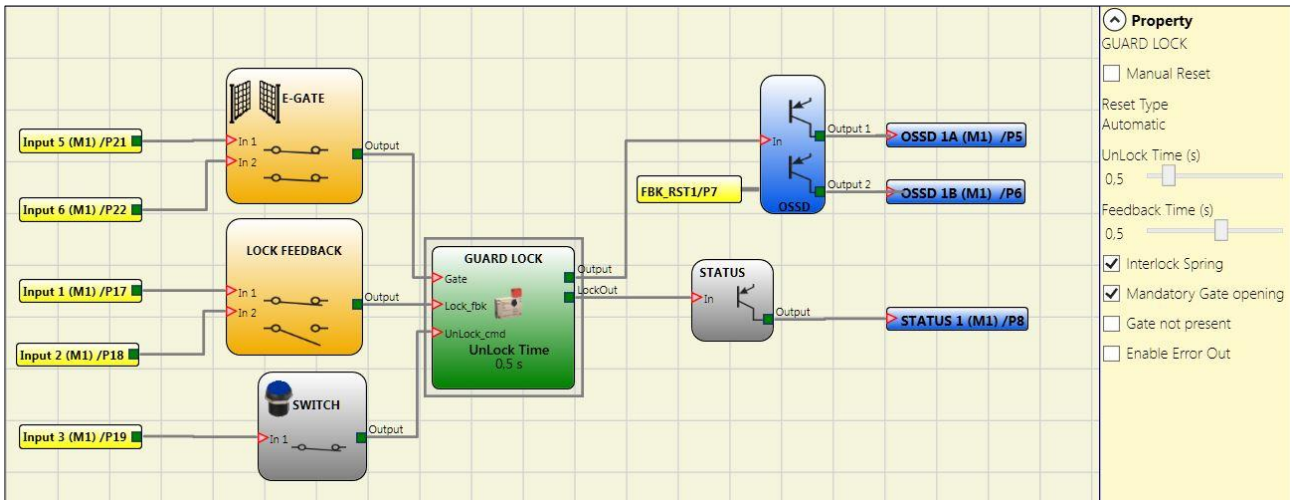 E-GATE
Input 5 (M1) /P21
In 1
In 2
Output
Input 6 (M1) /P22
LOCK FEEDBACK
Input 1 (M1) /P17
In 1
In 2
Output
Input 2 (M1) /P18
SWITCH
Input 3 (M1) /P19
In 1
Output
GUARD LOCK
Gate
Lock_fbk
UnLock_cmd
Output
LockOut
UnLock Time
0,5 s
In
Output 1
Output 2
OSSD
FBK_RST1/P7
OSSD 1A (M1) /P5
OSSD 1B (M1) /P6
STATUS
In
Output
STATUS 1 (M1) /P8
Property
GUARD LOCK
Manual Reset
Reset Type
Automatic
UnLock Time (s)
0,5
Feedback Time (s)
0,5
Interlock Spring
Mandatory Gate opening
Gate not present
Enable Error Out